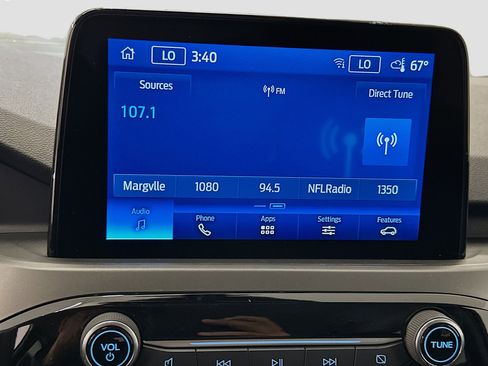 LO 3:40 LO 67°
Sources FM Direct Tune
107.1
Margvlle 1080 94.5 NFLRadio 1350
Audio Phone Apps Settings Features
VOL TUNE